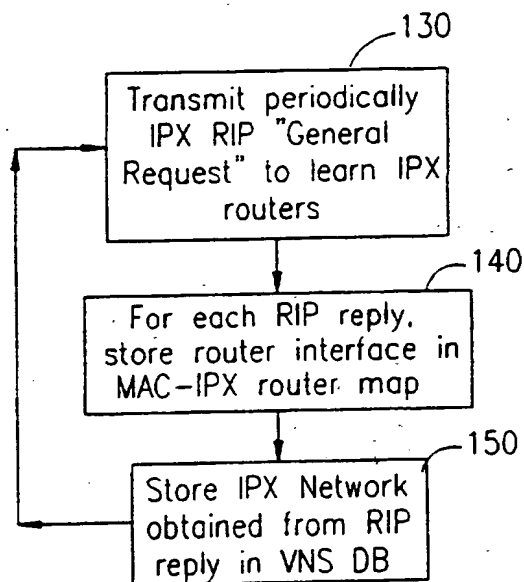 130
Transmit periodically
IPX RIP "General
Request" to learn IPX
routers
140
For each RIP reply,
store router interface in
MAC-IPX router map
150
Store IPX Network
obtained from RIP
reply in VNS DB